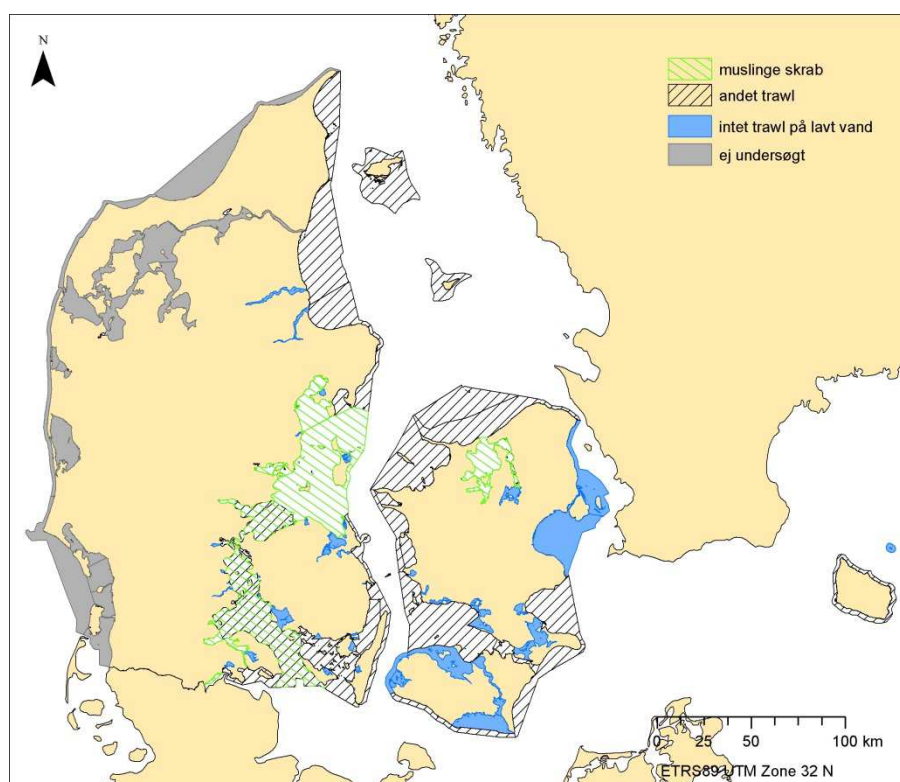 N
muslinge skrab
andet trawl
intet trawl på lavt vand
ej undersøgt
0 25 50 100 km
ETRS89 UTM Zone 32 N